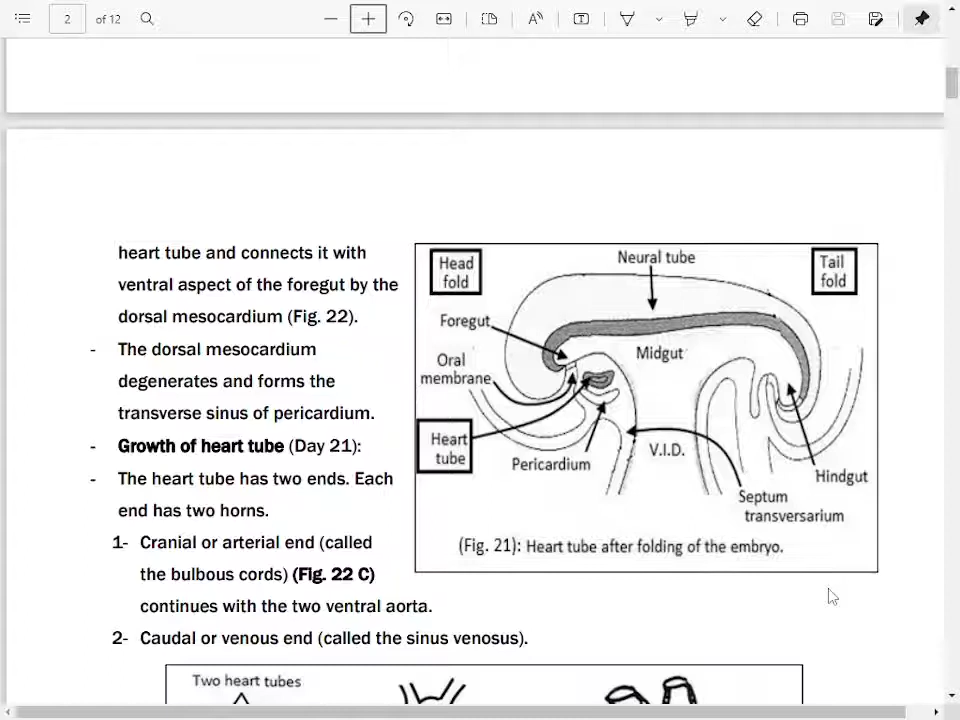 2 of 12
heart tube and connects it with
ventral aspect of the foregut by the
dorsal mesocardium (Fig. 22).
- The dorsal mesocardium
degenerates and forms the
transverse sinus of pericardium.
- Growth of heart tube (Day 21):
- The heart tube has two ends. Each
end has two horns.
1- Cranial or arterial end (called
the bulbous cords) (Fig. 22 C)
continues with the two ventral aorta.
2- Caudal or venous end (called the sinus venosus).
Head
fold
Neural tube
Tail
fold
Foregut
Midgut
Oral
membrane
Heart
tube
Pericardium
V.I.D.
Hindgut
Septum
transversarium
(Fig. 21): Heart tube after folding of the embryo.
Two heart tubes